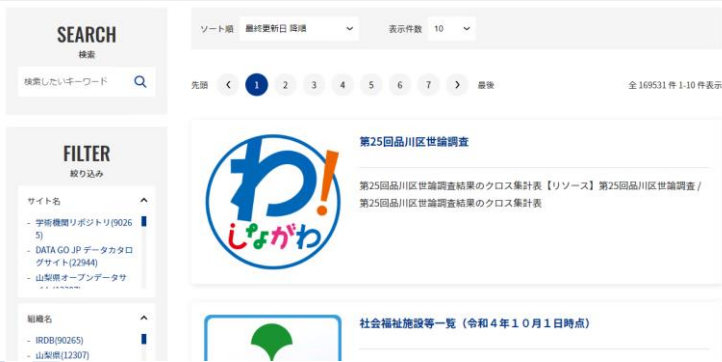 SEARCH
検索
検索したいキーワード
FILTER
絞り込み
サイト名
- 学術機関リポジトリ(9026
5)
- DATA GO JP データカタロ
グサイト(22944)
- 山梨県オープンデータサ
組織名
- IRDB(90265)
- 山梨県(12307)
ソート順 最終更新日 降順 表示件数 10
先頭 1 2 3 4 5 6 7 最後 全 169531 件 1-10 件表示
わ!
しながわ
第25回品川区世論調査
第25回品川区世論調査結果のクロス集計表【リソース】第25回品川区世論調査 /
第25回品川区世論調査結果のクロス集計表
社会福祉施設等一覧（令和４年１０月１日時点）